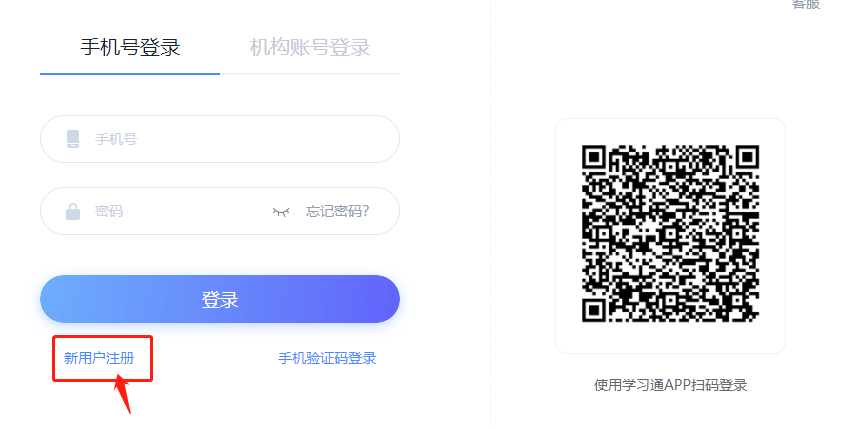 客服
手机号登录 机构账号登录
手机号
密码 忘记密码?
登录
新用户注册 手机验证码登录
使用学习通APP扫码登录